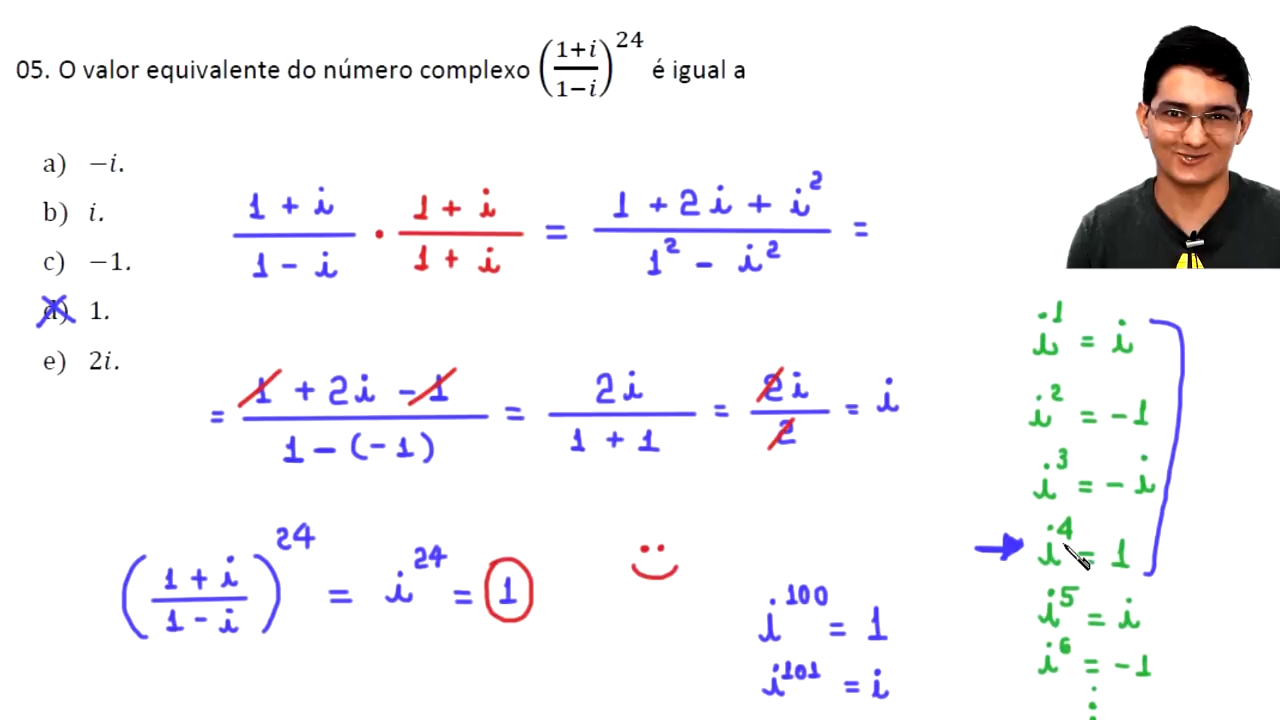 05. O valor equivalente do número complexo ((1+i)/(1−i))^24 é igual a
a) −i.
b) i.
c) −1.
d) 1.
e) 2i.
(1 + i)/(1 - i) · (1 + i)/(1 + i) = (1 + 2i + i²)/(1² - i²) =
= (1 + 2i - 1)/(1 - (-1)) = 2i/(1 + 1) = 2i/2 = i
((1 + i)/(1 - i))^24 = i^24 = 1
i^100 = 1
i^101 = i
i^1 = i
i^2 = -1
i^3 = -i
i^4 = 1
i^5 = i
i^6 = -1
⋮